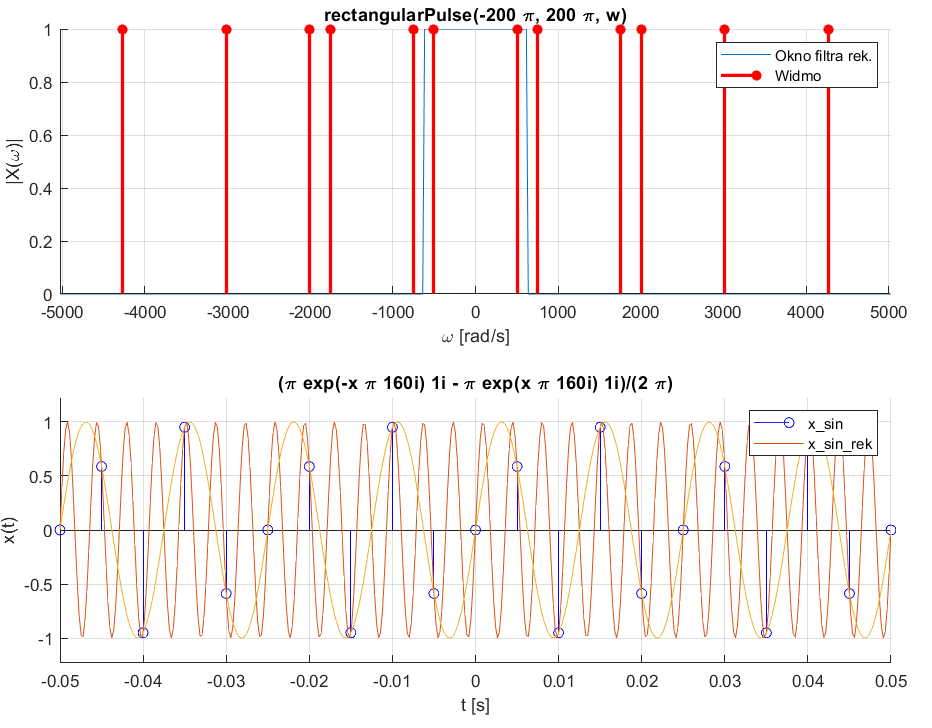 rectangularPulse(-200 π, 200 π, w)
1
0.8
0.6
0.4
0.2
0
|X(ω)|
Okno filtra rek.
Widmo
-5000 -4000 -3000 -2000 -1000 0 1000 2000 3000 4000 5000
ω [rad/s]
(π exp(-x π 160i) 1i - π exp(x π 160i) 1i)/(2 π)
1
0.5
0
-0.5
-1
x(t)
x_sin
x_sin_rek
-0.05 -0.04 -0.03 -0.02 -0.01 0 0.01 0.02 0.03 0.04 0.05
t [s]